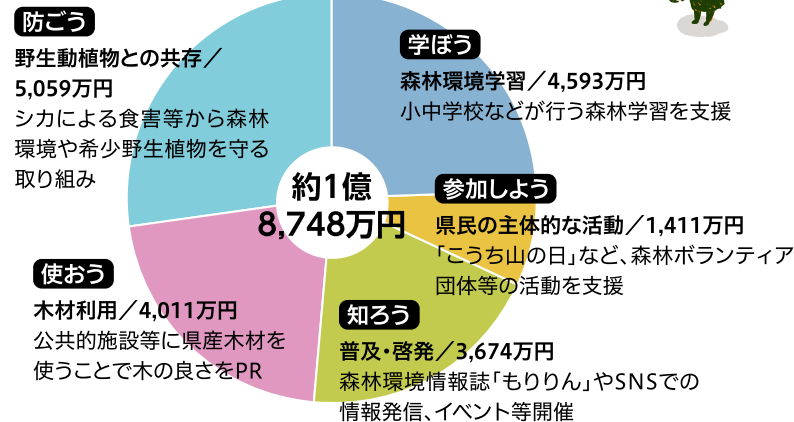 防ごう
野生動植物との共存／
5,059万円
シカによる食害等から森林
環境や希少野生植物を守る
取り組み
学ぼう
森林環境学習／4,593万円
小中学校などが行う森林学習を支援
約1億
8,748万円
参加しよう
県民の主体的な活動／1,411万円
「こうち山の日」など、森林ボランティア
団体等の活動を支援
使おう
木材利用／4,011万円
公共的施設等に県産木材を
使うことで木の良さをPR
知ろう
普及・啓発／3,674万円
森林環境情報誌「もりりん」やSNSでの
情報発信、イベント等開催